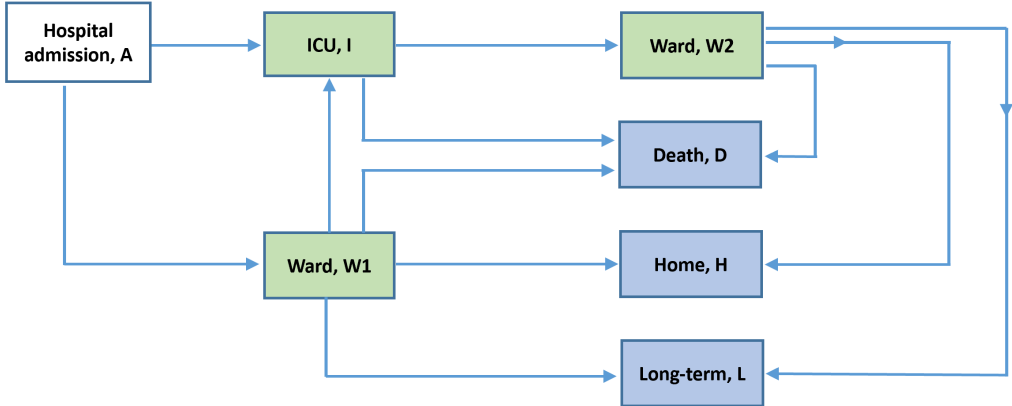 Hospital
admission, A
ICU, I
Ward, W2
Death, D
Ward, W1
Home, H
Long-term, L